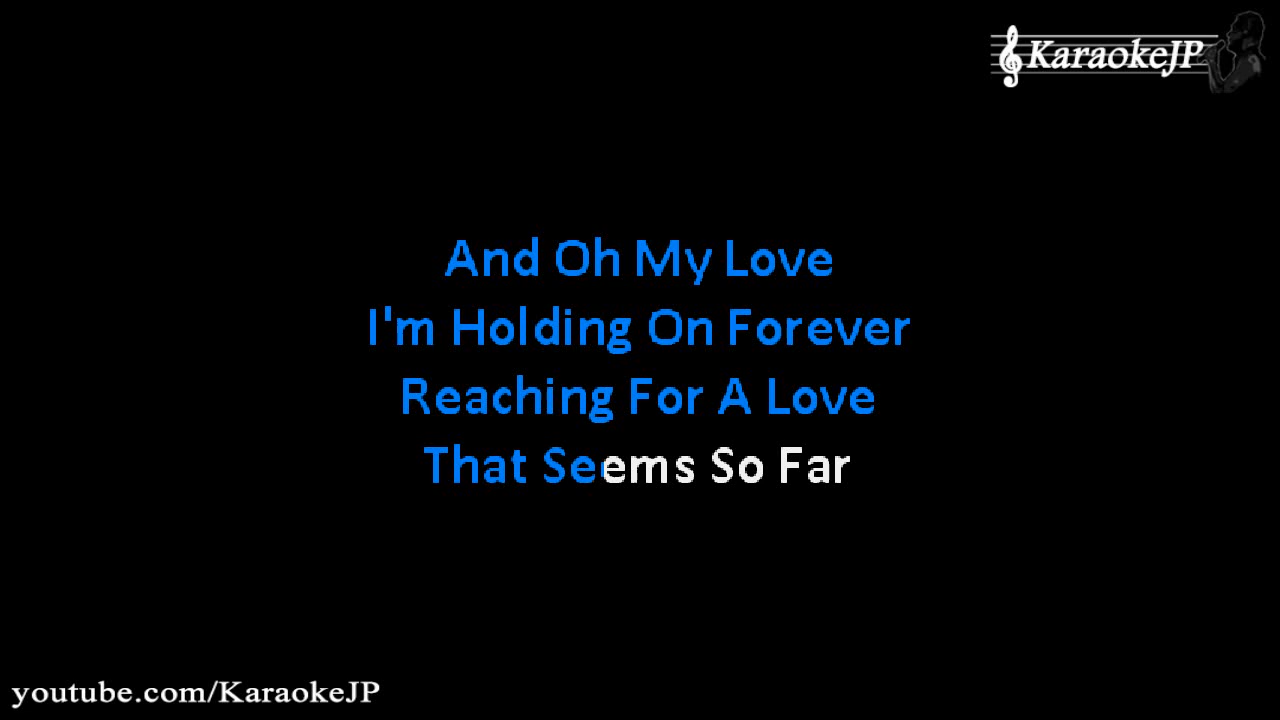 KaraokeJP
And Oh My Love
I'm Holding On Forever
Reaching For A Love
That Seems So Far
youtube.com/KaraokeJP